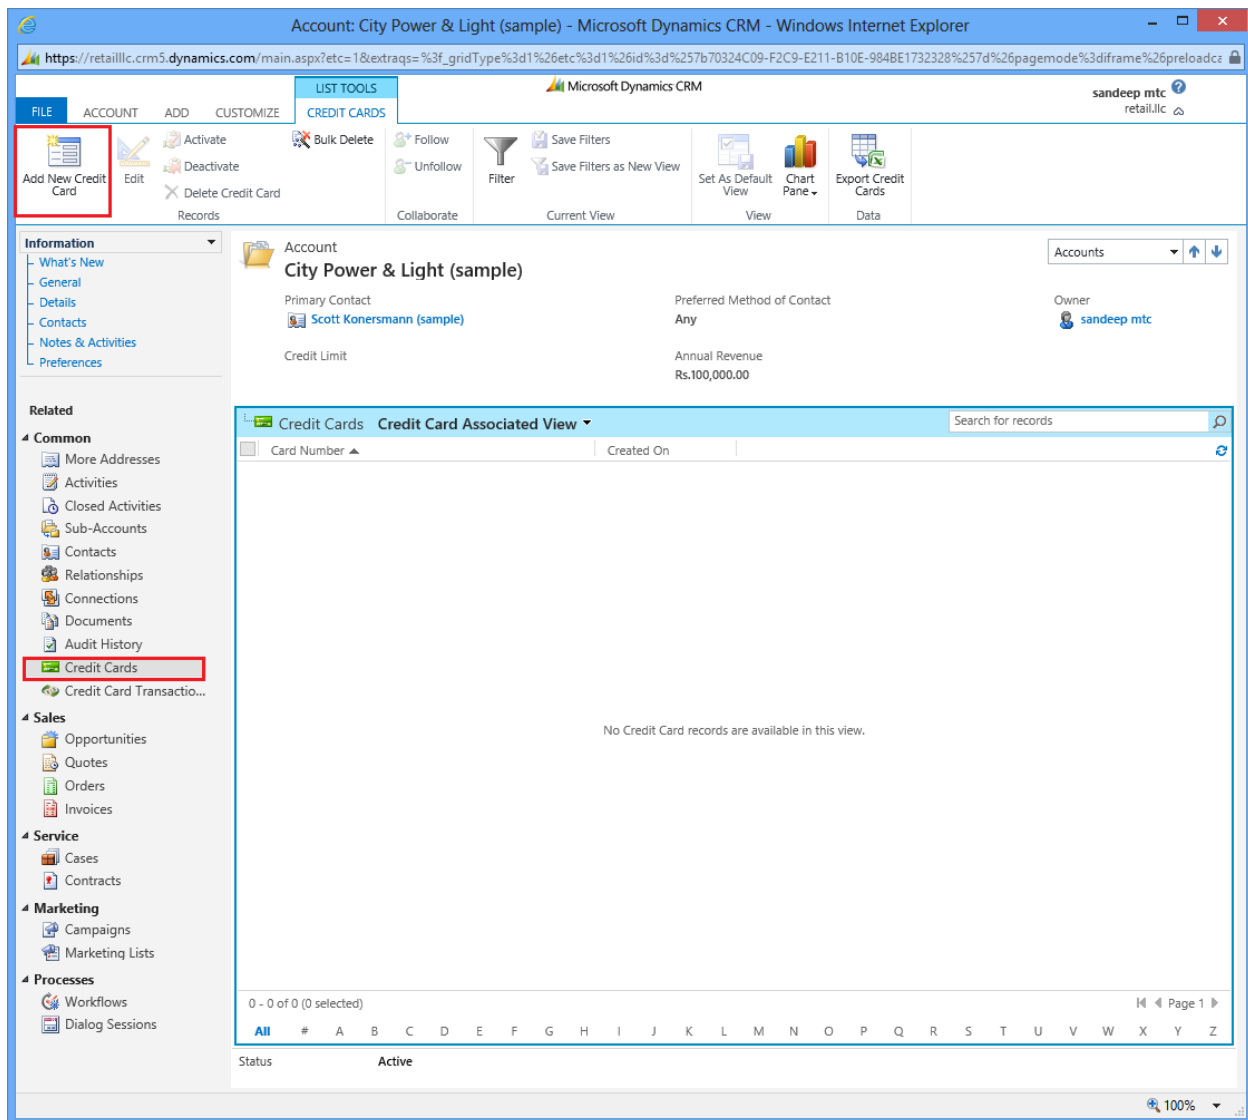 Account: City Power & Light (sample) - Microsoft Dynamics CRM - Windows Internet Explorer
https://retailllc.crm5.dynamics.com/main.aspx?etc=1&extraqs=%3f_gridType%3d1%26etc%3d1%26id%3d%257b70324C09-F2C9-E211-B10E-984BE1732328%257d%26pagemode%3diframe%26preloadca
LIST TOOLS
Microsoft Dynamics CRM
sandeep mtc
retail.llc
FILE ACCOUNT ADD CUSTOMIZE CREDIT CARDS
Add New Credit Card
Edit
Activate
Deactivate
Delete Credit Card
Bulk Delete
Follow
Unfollow
Filter
Save Filters
Save Filters as New View
Set As Default View
Chart Pane
Export Credit Cards
Records Collaborate Current View View Data
Information
What's New
General
Details
Contacts
Notes & Activities
Preferences
Account
City Power & Light (sample)
Accounts
Primary Contact
Scott Konersmann (sample)
Preferred Method of Contact
Any
Owner
sandeep mtc
Credit Limit
Annual Revenue
Rs.100,000.00
Related
Common
More Addresses
Activities
Closed Activities
Sub-Accounts
Contacts
Relationships
Connections
Documents
Audit History
Credit Cards
Credit Card Transactio...
Sales
Opportunities
Quotes
Orders
Invoices
Service
Cases
Contracts
Marketing
Campaigns
Marketing Lists
Processes
Workflows
Dialog Sessions
Credit Cards Credit Card Associated View
Search for records
Card Number Created On
No Credit Card records are available in this view.
0 - 0 of 0 (0 selected)
Page 1
All # A B C D E F G H I J K L M N O P Q R S T U V W X Y Z
Status Active
100%